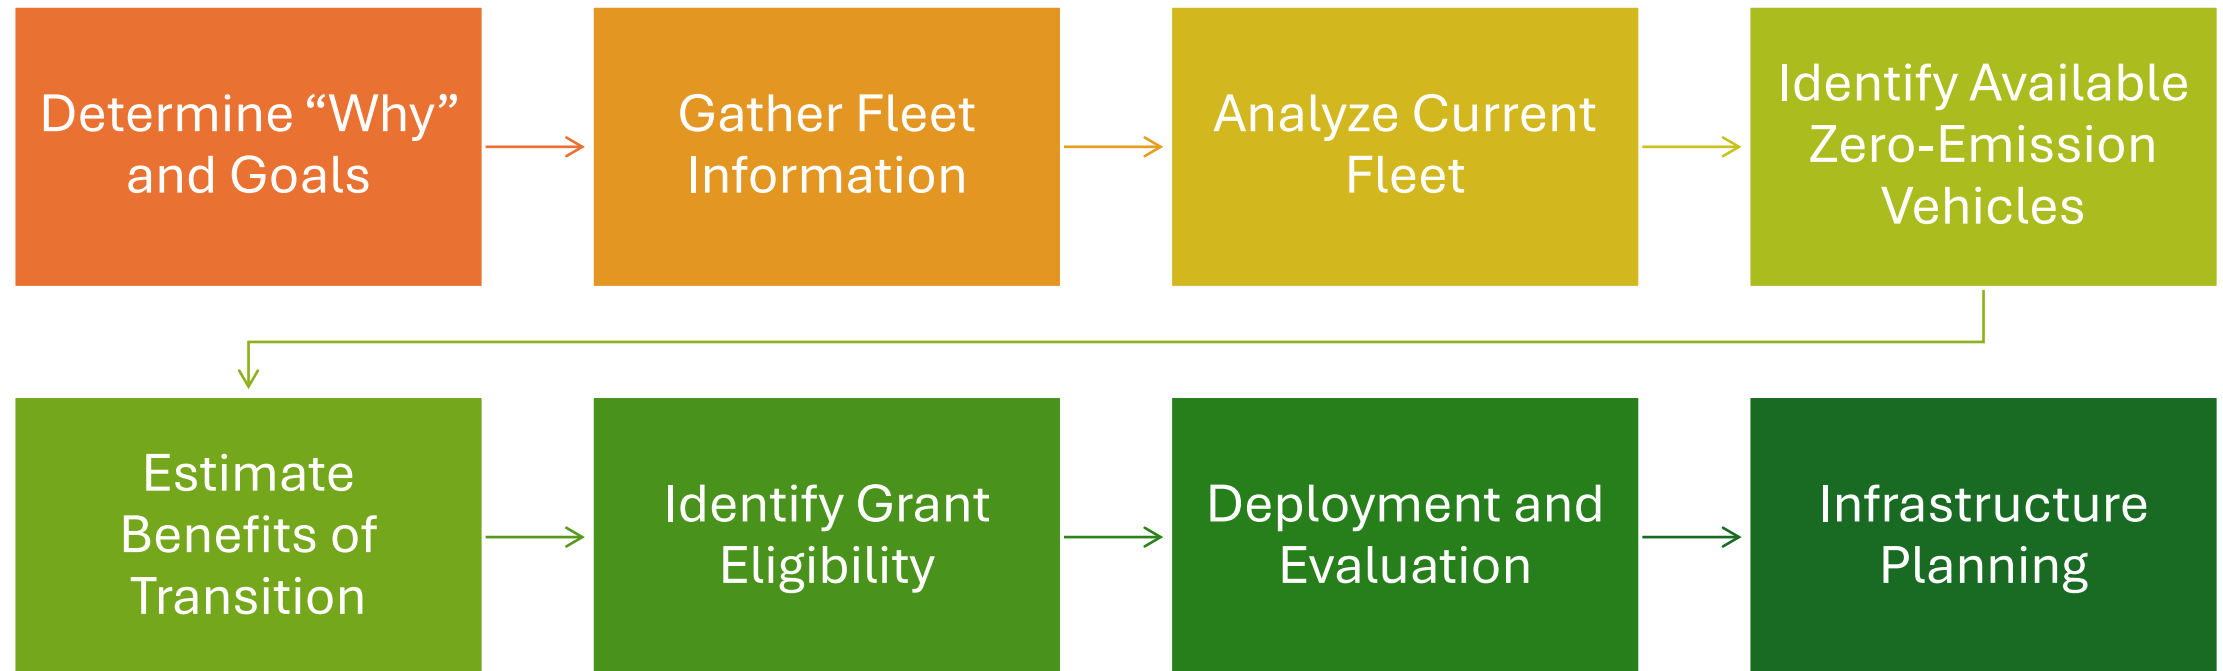 Determine “Why”
and Goals
Gather Fleet
Information
Analyze Current
Fleet
Identify Available
Zero-Emission
Vehicles
Estimate
Benefits of
Transition
Identify Grant
Eligibility
Deployment and
Evaluation
Infrastructure
Planning